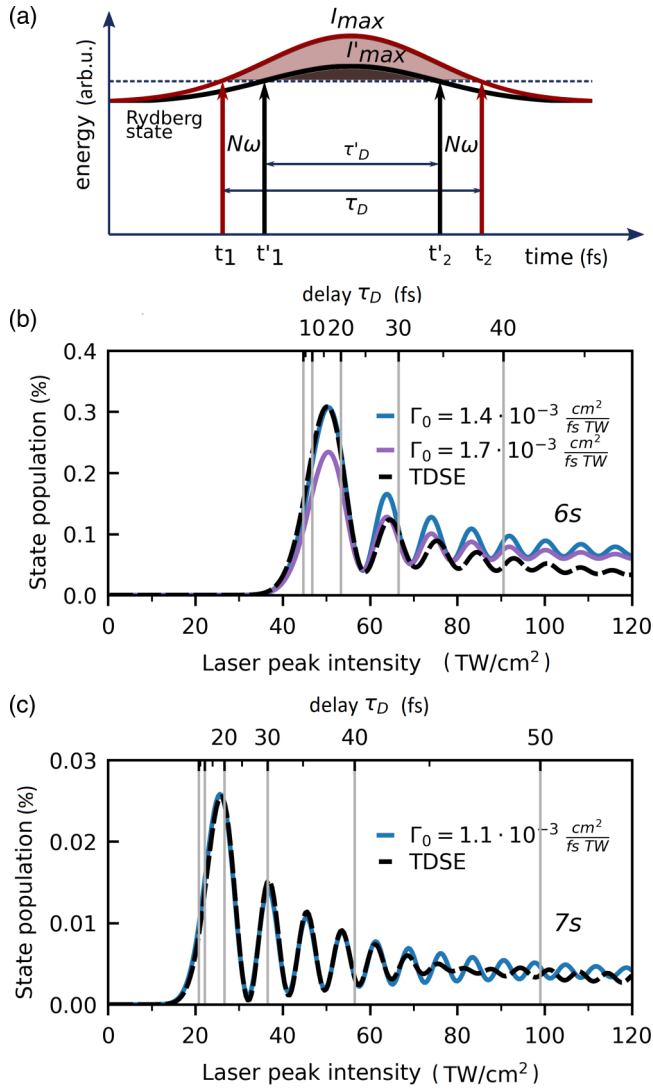 (a)
I_max
I'_max
energy (arb.u.)
Rydberg
state
Nω
τ'_D
Nω
τ_D
t_1
t'_1
t'_2
t_2
time (fs)
delay τ_D (fs)
(b)
10 20 30 40
0.4
0.3
0.2
0.1
0.0
State population (%)
Γ_0 = 1.4 · 10^−3 cm^2/fs TW
Γ_0 = 1.7 · 10^−3 cm^2/fs TW
TDSE
6s
0 20 40 60 80 100 120
Laser peak intensity (TW/cm^2)
delay τ_D (fs)
(c)
20 30 40 50
0.03
0.02
0.01
0.00
State population (%)
Γ_0 = 1.1 · 10^−3 cm^2/fs TW
TDSE
7s
0 20 40 60 80 100 120
Laser peak intensity (TW/cm^2)